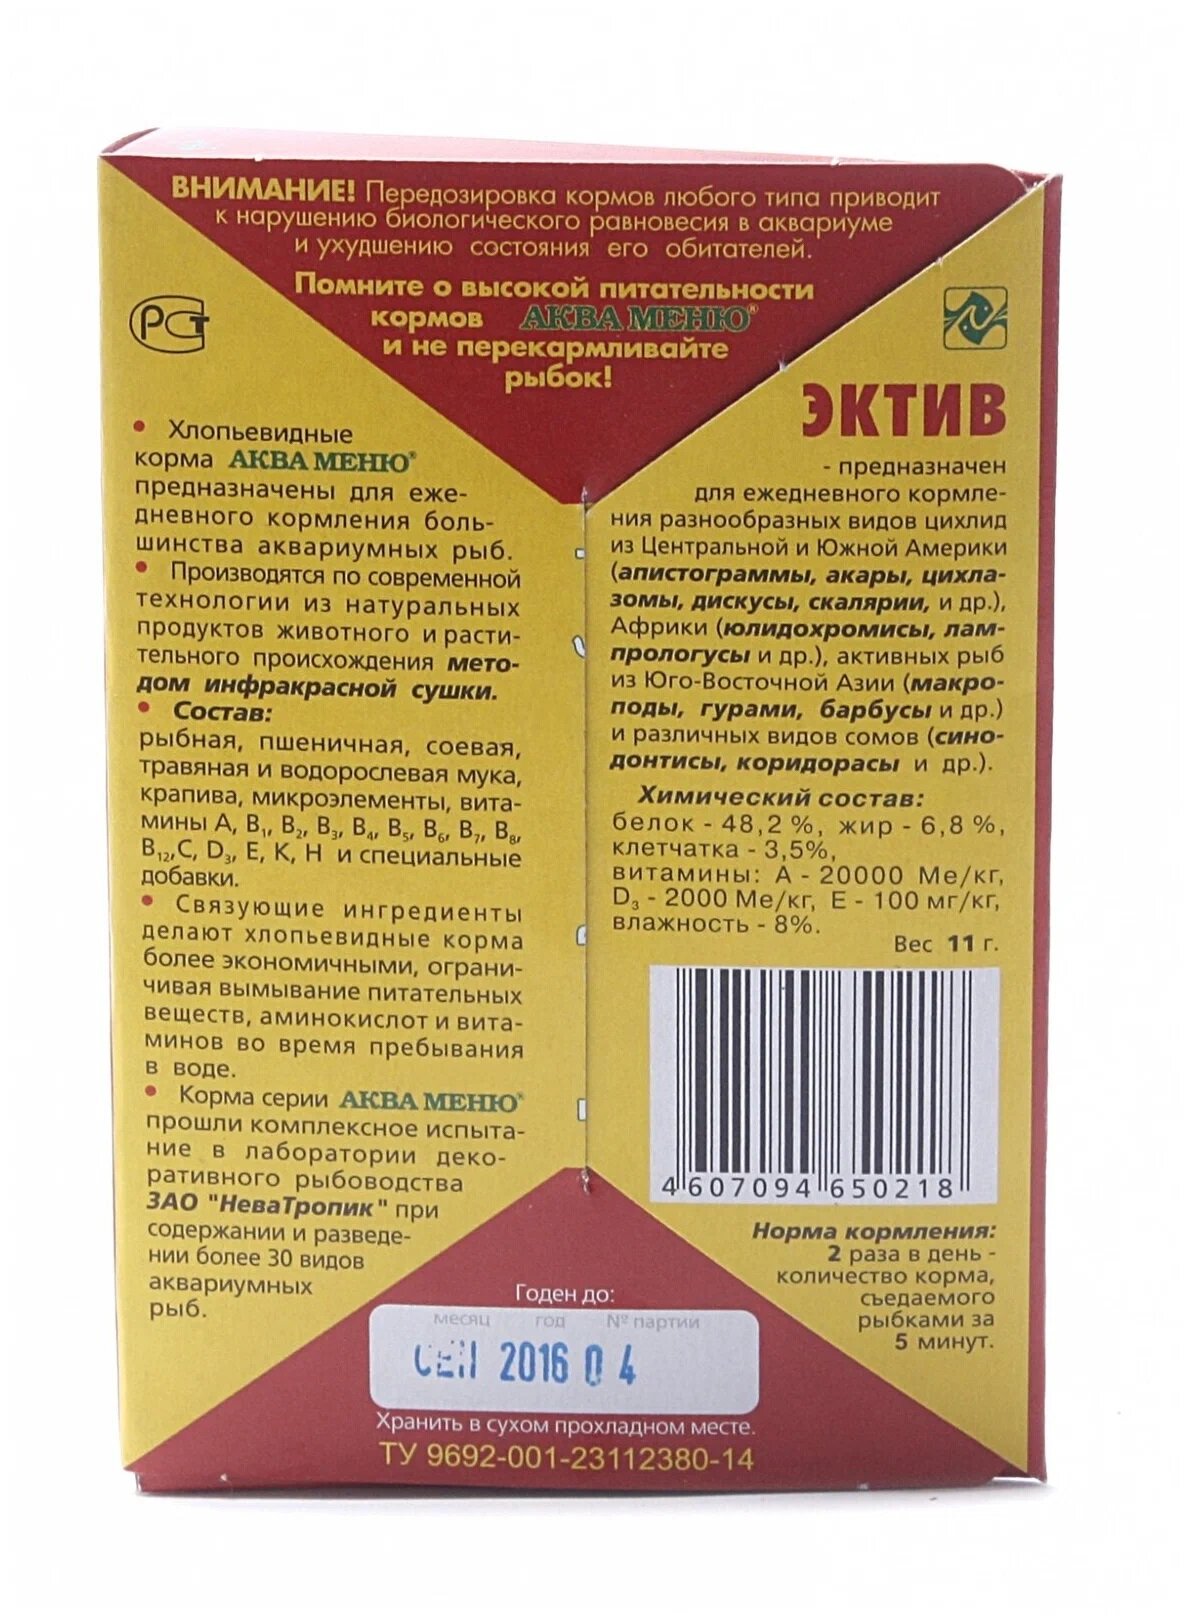 ВНИМАНИЕ! Передозировка кормов любого типа приводит
к нарушению биологического равновесия в аквариуме
и ухудшению состояния его обитателей.
Помните о высокой питательности
кормов АКВА МЕНЮ®
и не перекармливайте
рыбок!
РСТ
• Хлопьевидные
корма АКВА МЕНЮ®
предназначены для еже-
дневного кормления боль-
шинства аквариумных рыб.
• Производятся по современной
технологии из натуральных
продуктов животного и расти-
тельного происхождения мето-
дом инфракрасной сушки.
• Состав:
рыбная, пшеничная, соевая,
травяная и водорослевая мука,
крапива, микроэлементы, вита-
мины A, B₁, B₂, B₃, B₄, B₅, B₆, B₇, B₈,
B₁₂,C, D₃, E, K, H и специальные
добавки.
• Связующие ингредиенты
делают хлопьевидные корма
более экономичными, ограни-
чивая вымывание питательных
веществ, аминокислот и вита-
минов во время пребывания
в воде.
• Корма серии АКВА МЕНЮ®
прошли комплексное испыта-
ние в лаборатории деко-
ративного рыбоводства
ЗАО "НеваТропик" при
содержании и разведе-
нии более 30 видов
аквариумных
рыб.
ЭКТИВ
- предназначен
для ежедневного кормле-
ния разнообразных видов цихлид
из Центральной и Южной Америки
(апистограммы, акары, цихла-
зомы, дискусы, скалярии, и др.),
Африки (юлидохромисы, лам-
прологусы и др.), активных рыб
из Юго-Восточной Азии (макро-
поды, гурами, барбусы и др.)
и различных видов сомов (сино-
донтисы, коридорасы и др.).
Химический состав:
белок - 48,2 %, жир - 6,8 %,
клетчатка - 3,5%,
витамины: А - 20000 Ме/кг,
D₃ - 2000 Ме/кг, Е - 100 мг/кг,
влажность - 8%.
Вес 11 г.
4 607094 650218
Норма кормления:
2 раза в день -
количество корма,
съедаемого
рыбками за
5 минут.
Годен до:
месяц год № партии
СЕН 2016 04
Хранить в сухом прохладном месте.
ТУ 9692-001-23112380-14